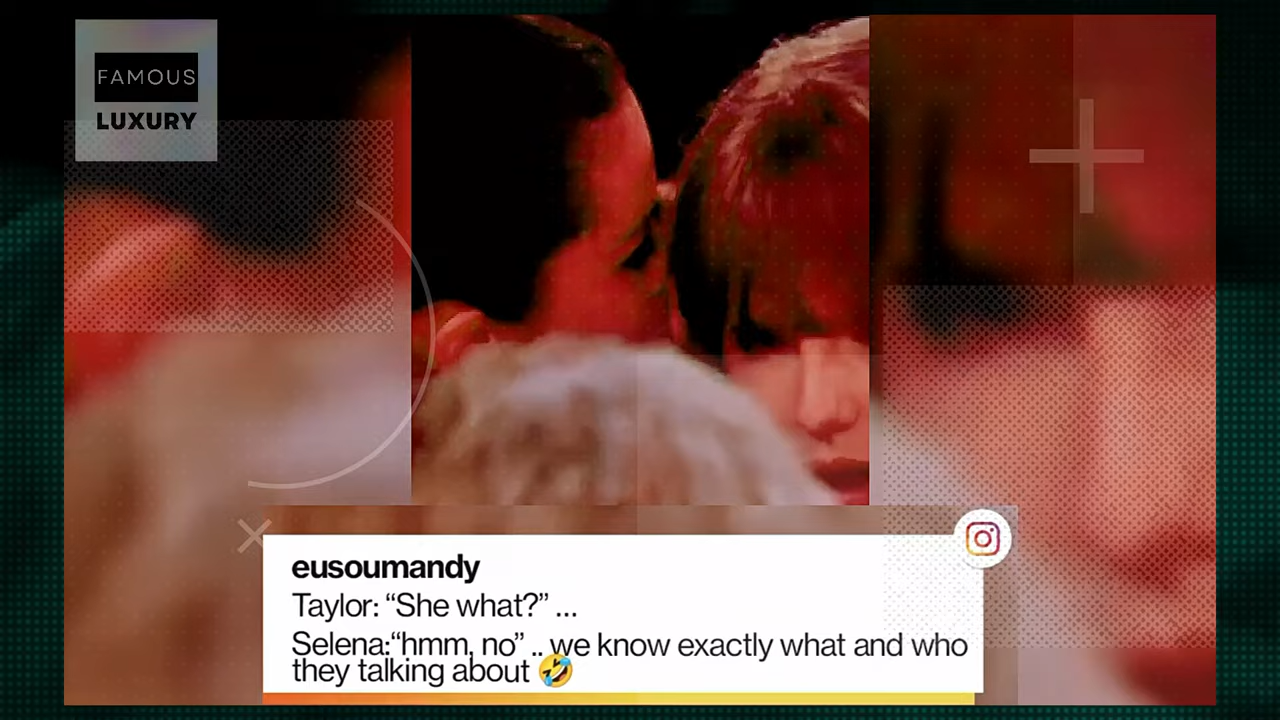 FAMOUS
LUXURY
eusoumandy
Taylor: “She what?” ...
Selena:“hmm, no” .. we know exactly what and who
they talking about 🤣